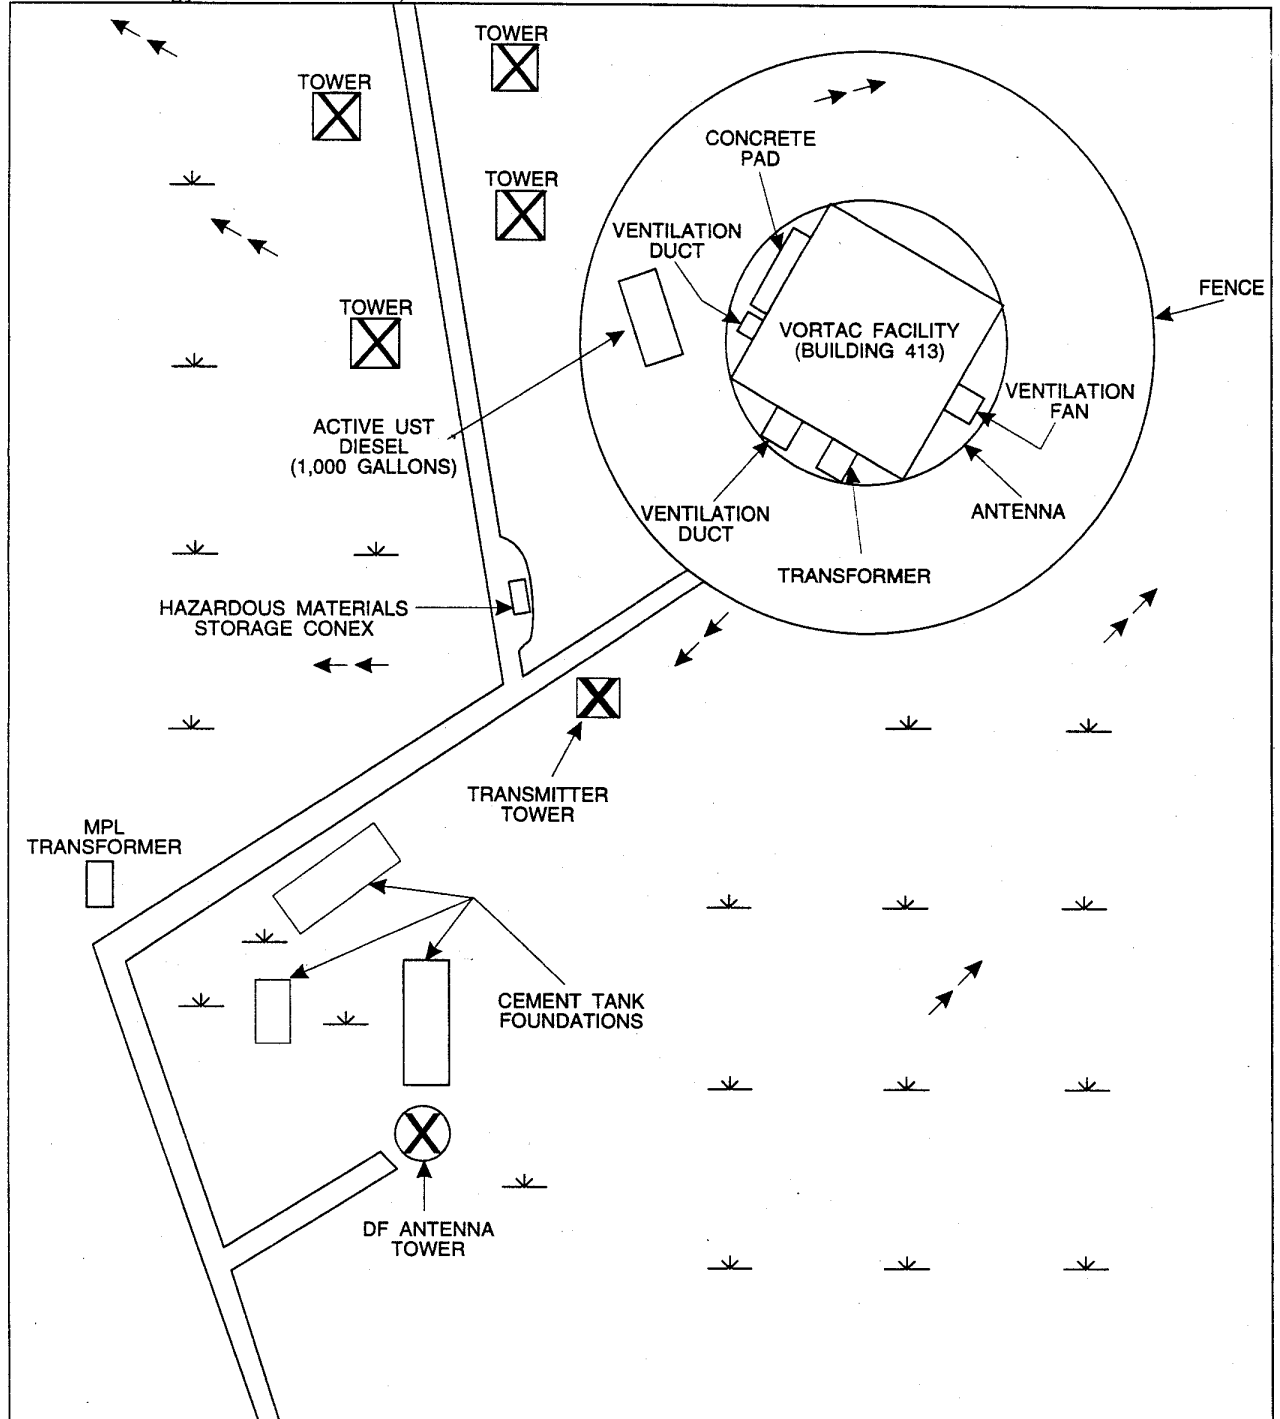 TOWER
TOWER
CONCRETE
PAD
TOWER
VENTILATION
DUCT
FENCE
TOWER
VORTAC FACILITY
(BUILDING 413)
VENTILATION
FAN
ACTIVE UST
DIESEL
(1,000 GALLONS)
VENTILATION
DUCT
ANTENNA
TRANSFORMER
HAZARDOUS MATERIALS
STORAGE CONEX
TRANSMITTER
TOWER
MPL
TRANSFORMER
CEMENT TANK
FOUNDATIONS
DF ANTENNA
TOWER